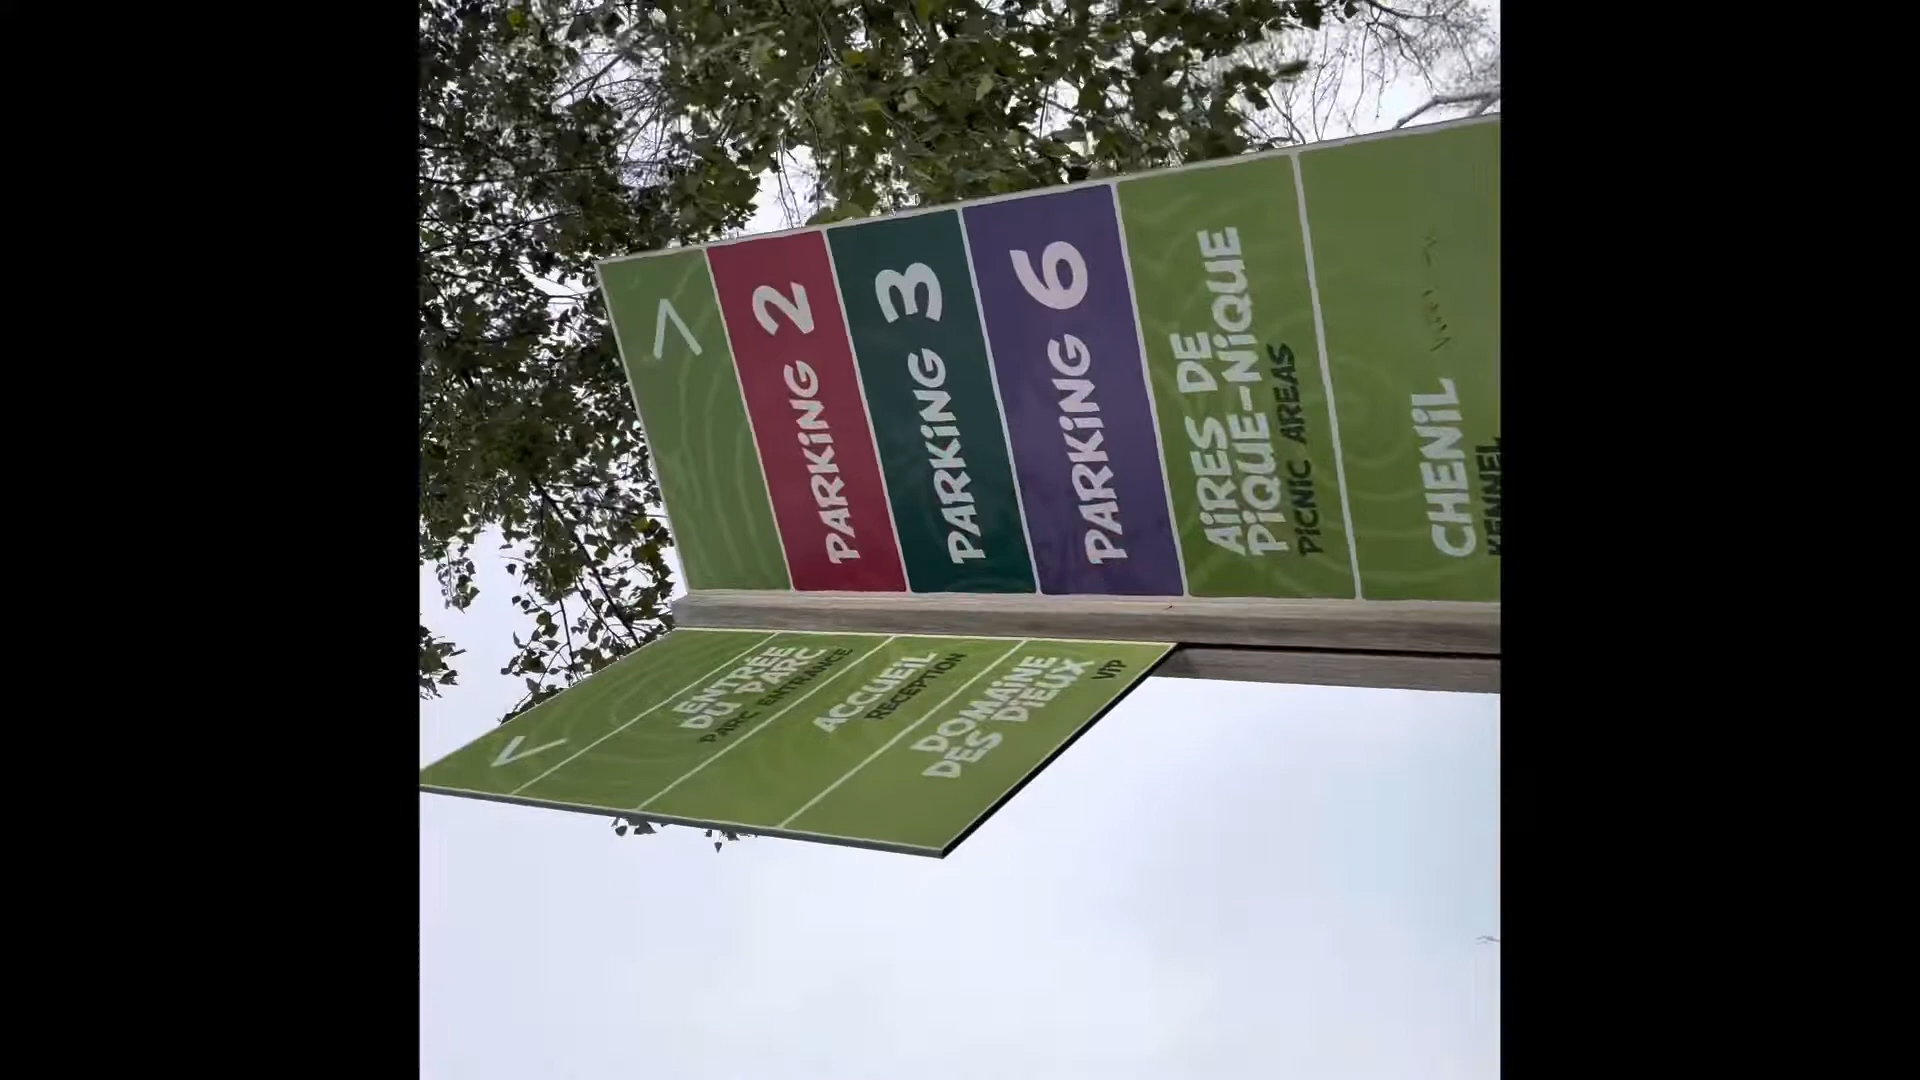 ENTRÉE
DU PARC
PARC ENTRANCE
ACCUEiL
RECEPTION
DOMAiNE
DES DiEUX
ViP
PARKiNG 2
PARKiNG 3
PARKiNG 6
AiRES DE
PiQUE-NiQUE
PiCNiC AREAS
CHENiL
KENNEL